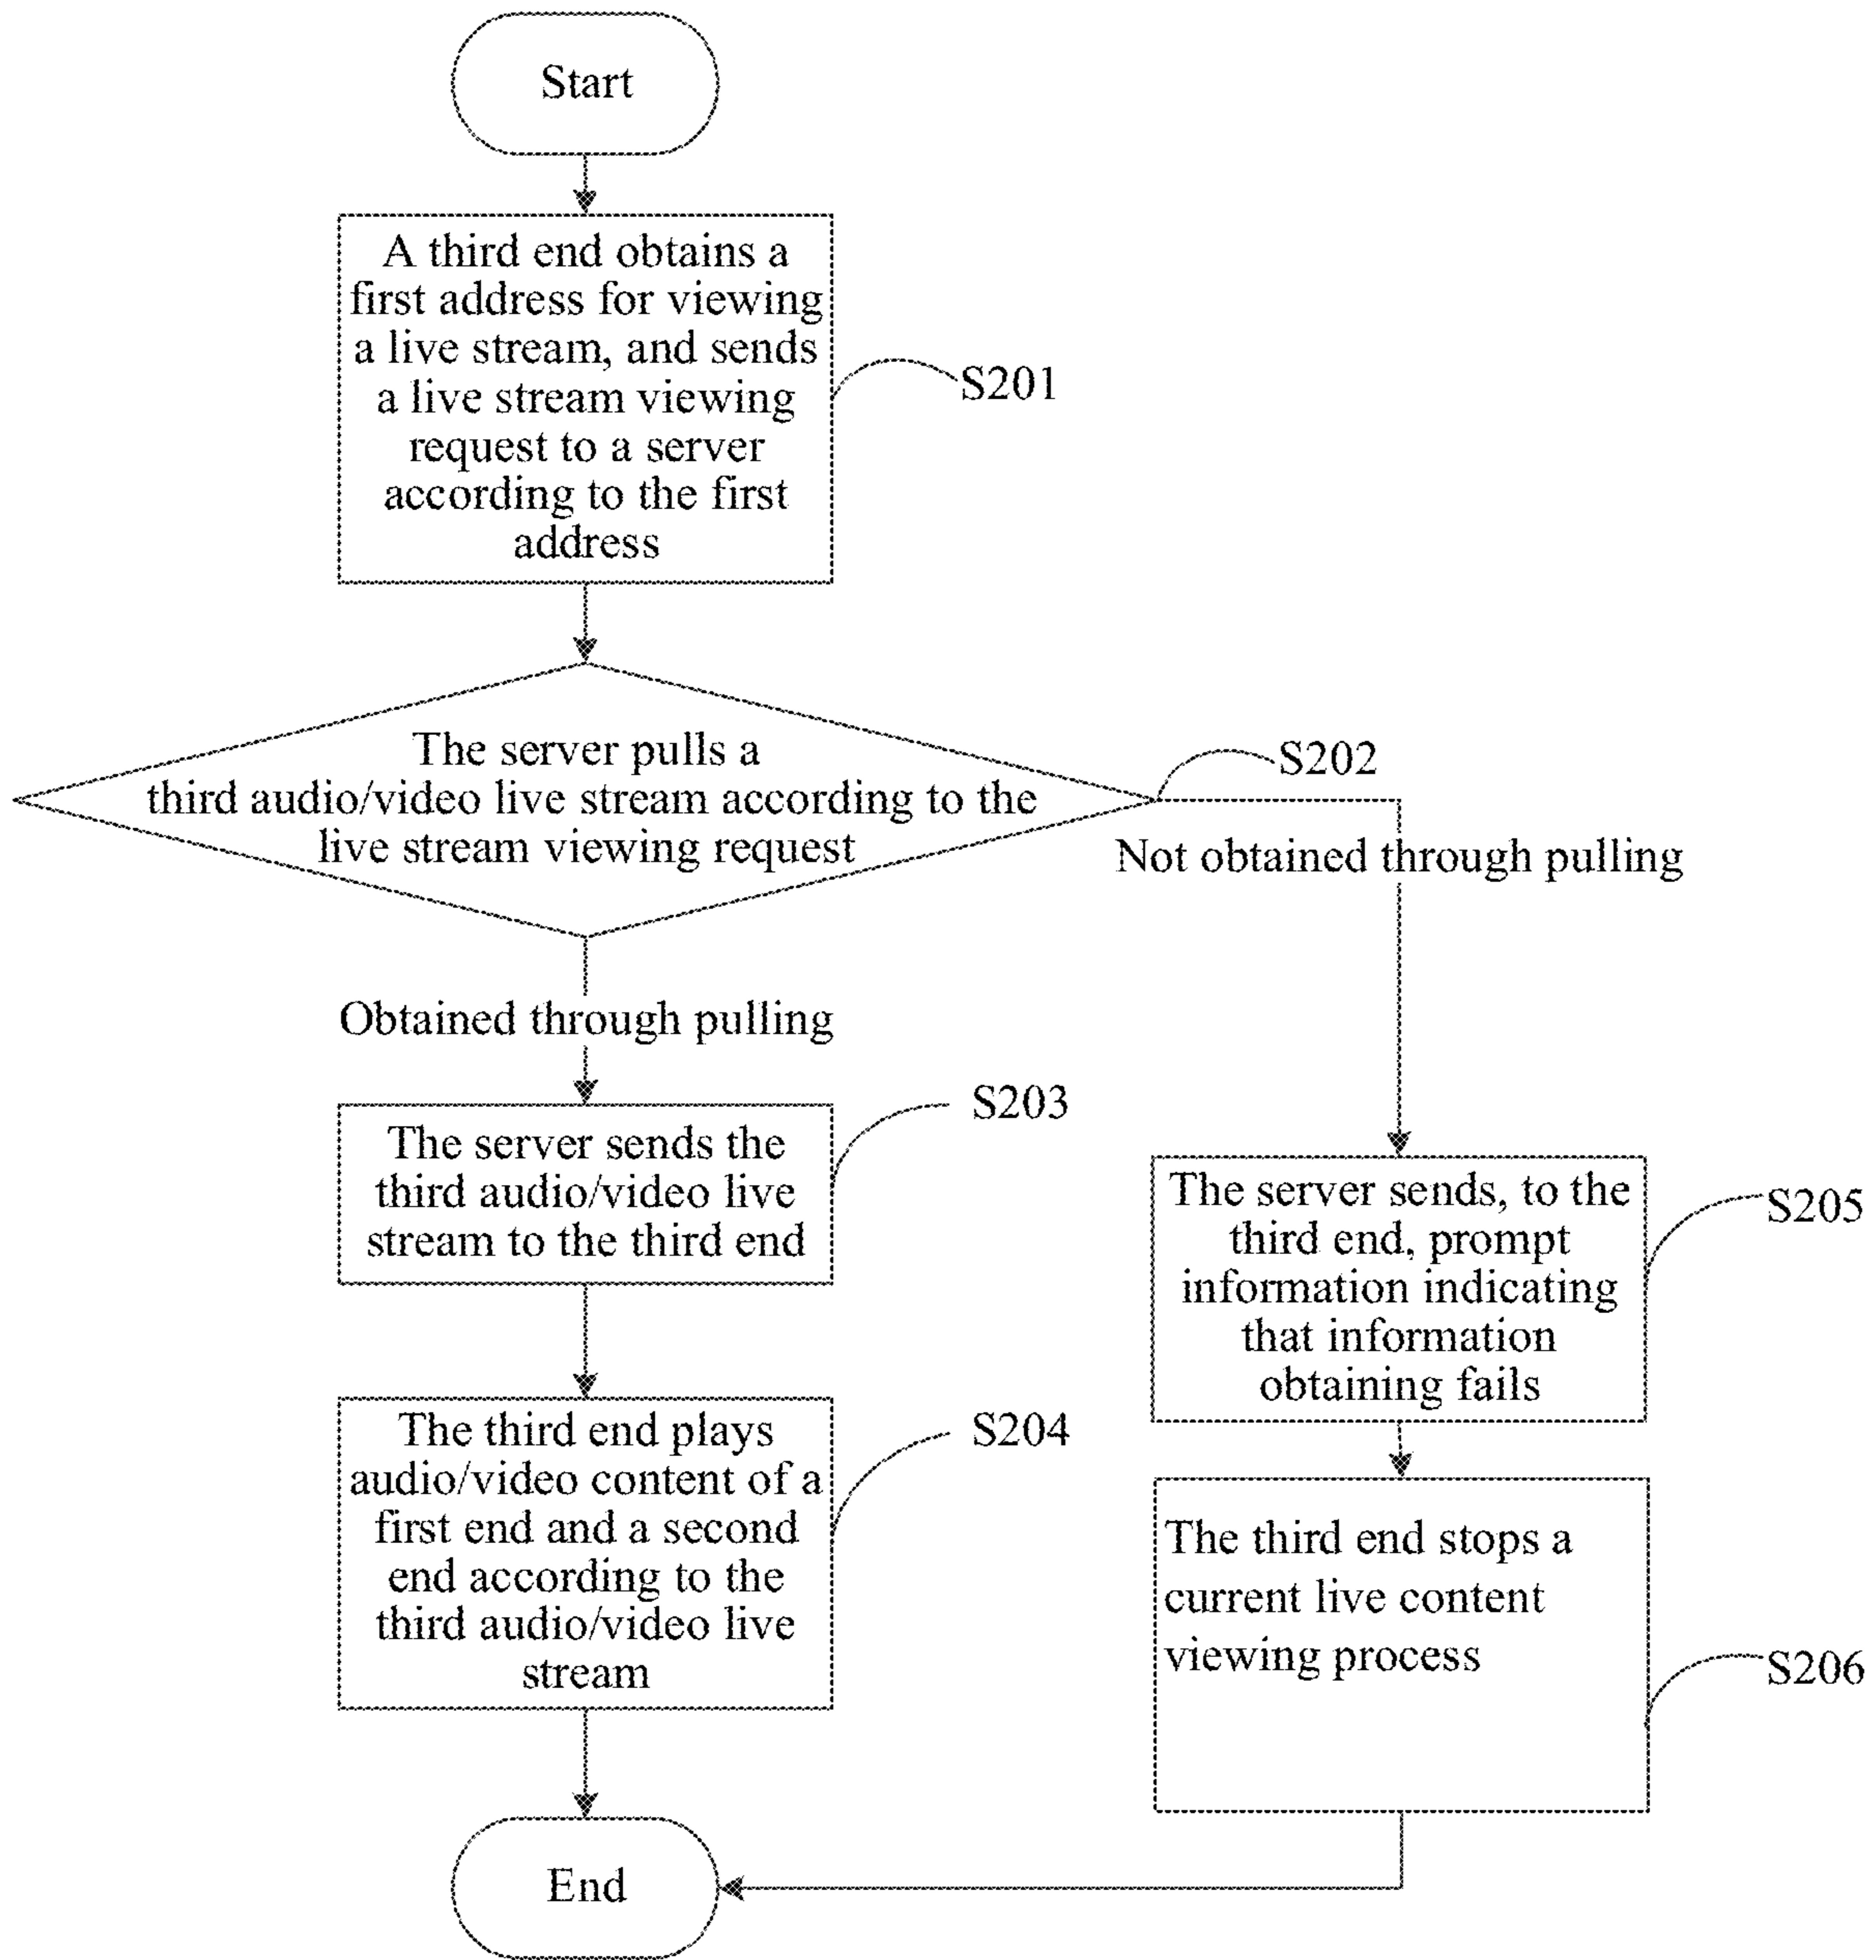 Start
A third end obtains a
first address for viewing
a live stream, and sends
a live stream viewing
request to a server
according to the first
address
S201
The server pulls a
third audio/video live stream according to the
live stream viewing request
S202
Not obtained through pulling
Obtained through pulling
The server sends the
third audio/video live
stream to the third end
S203
The third end plays
audio/video content of a
first end and a second
end according to the
third audio/video live
stream
S204
The server sends, to the
third end, prompt
information indicating
that information
obtaining fails
S205
The third end stops a
current live content
viewing process
S206
End